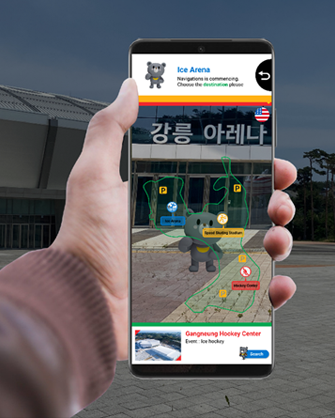 Ice Arena
Navigations is commencing.
Choose the destination please
강릉 아레나
P
P
Ice Arena
Speed Skating Stadium
P
P
Hockey Center
Gangneung Hockey Center
Event : Ice hockey
Search